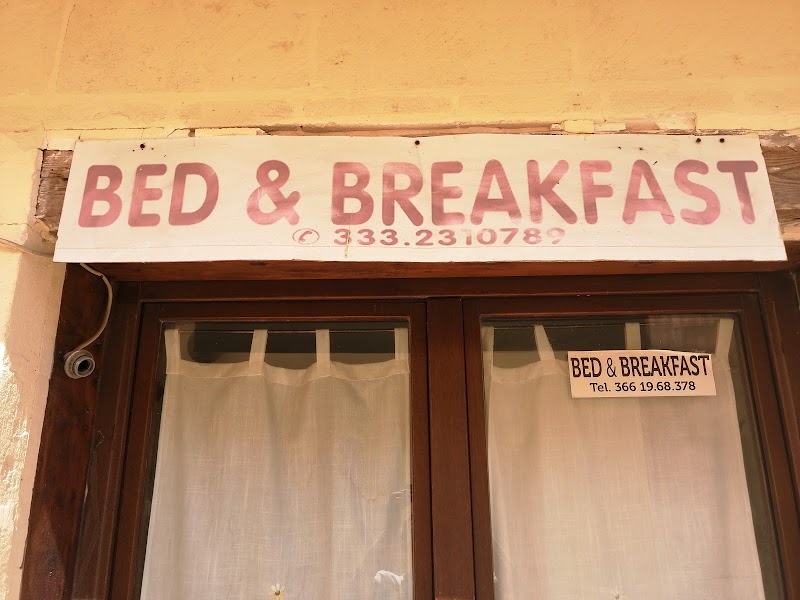 BED & BREAKFAST
✆ 333.2310789
BED & BREAKFAST
Tel. 366 19.68.378